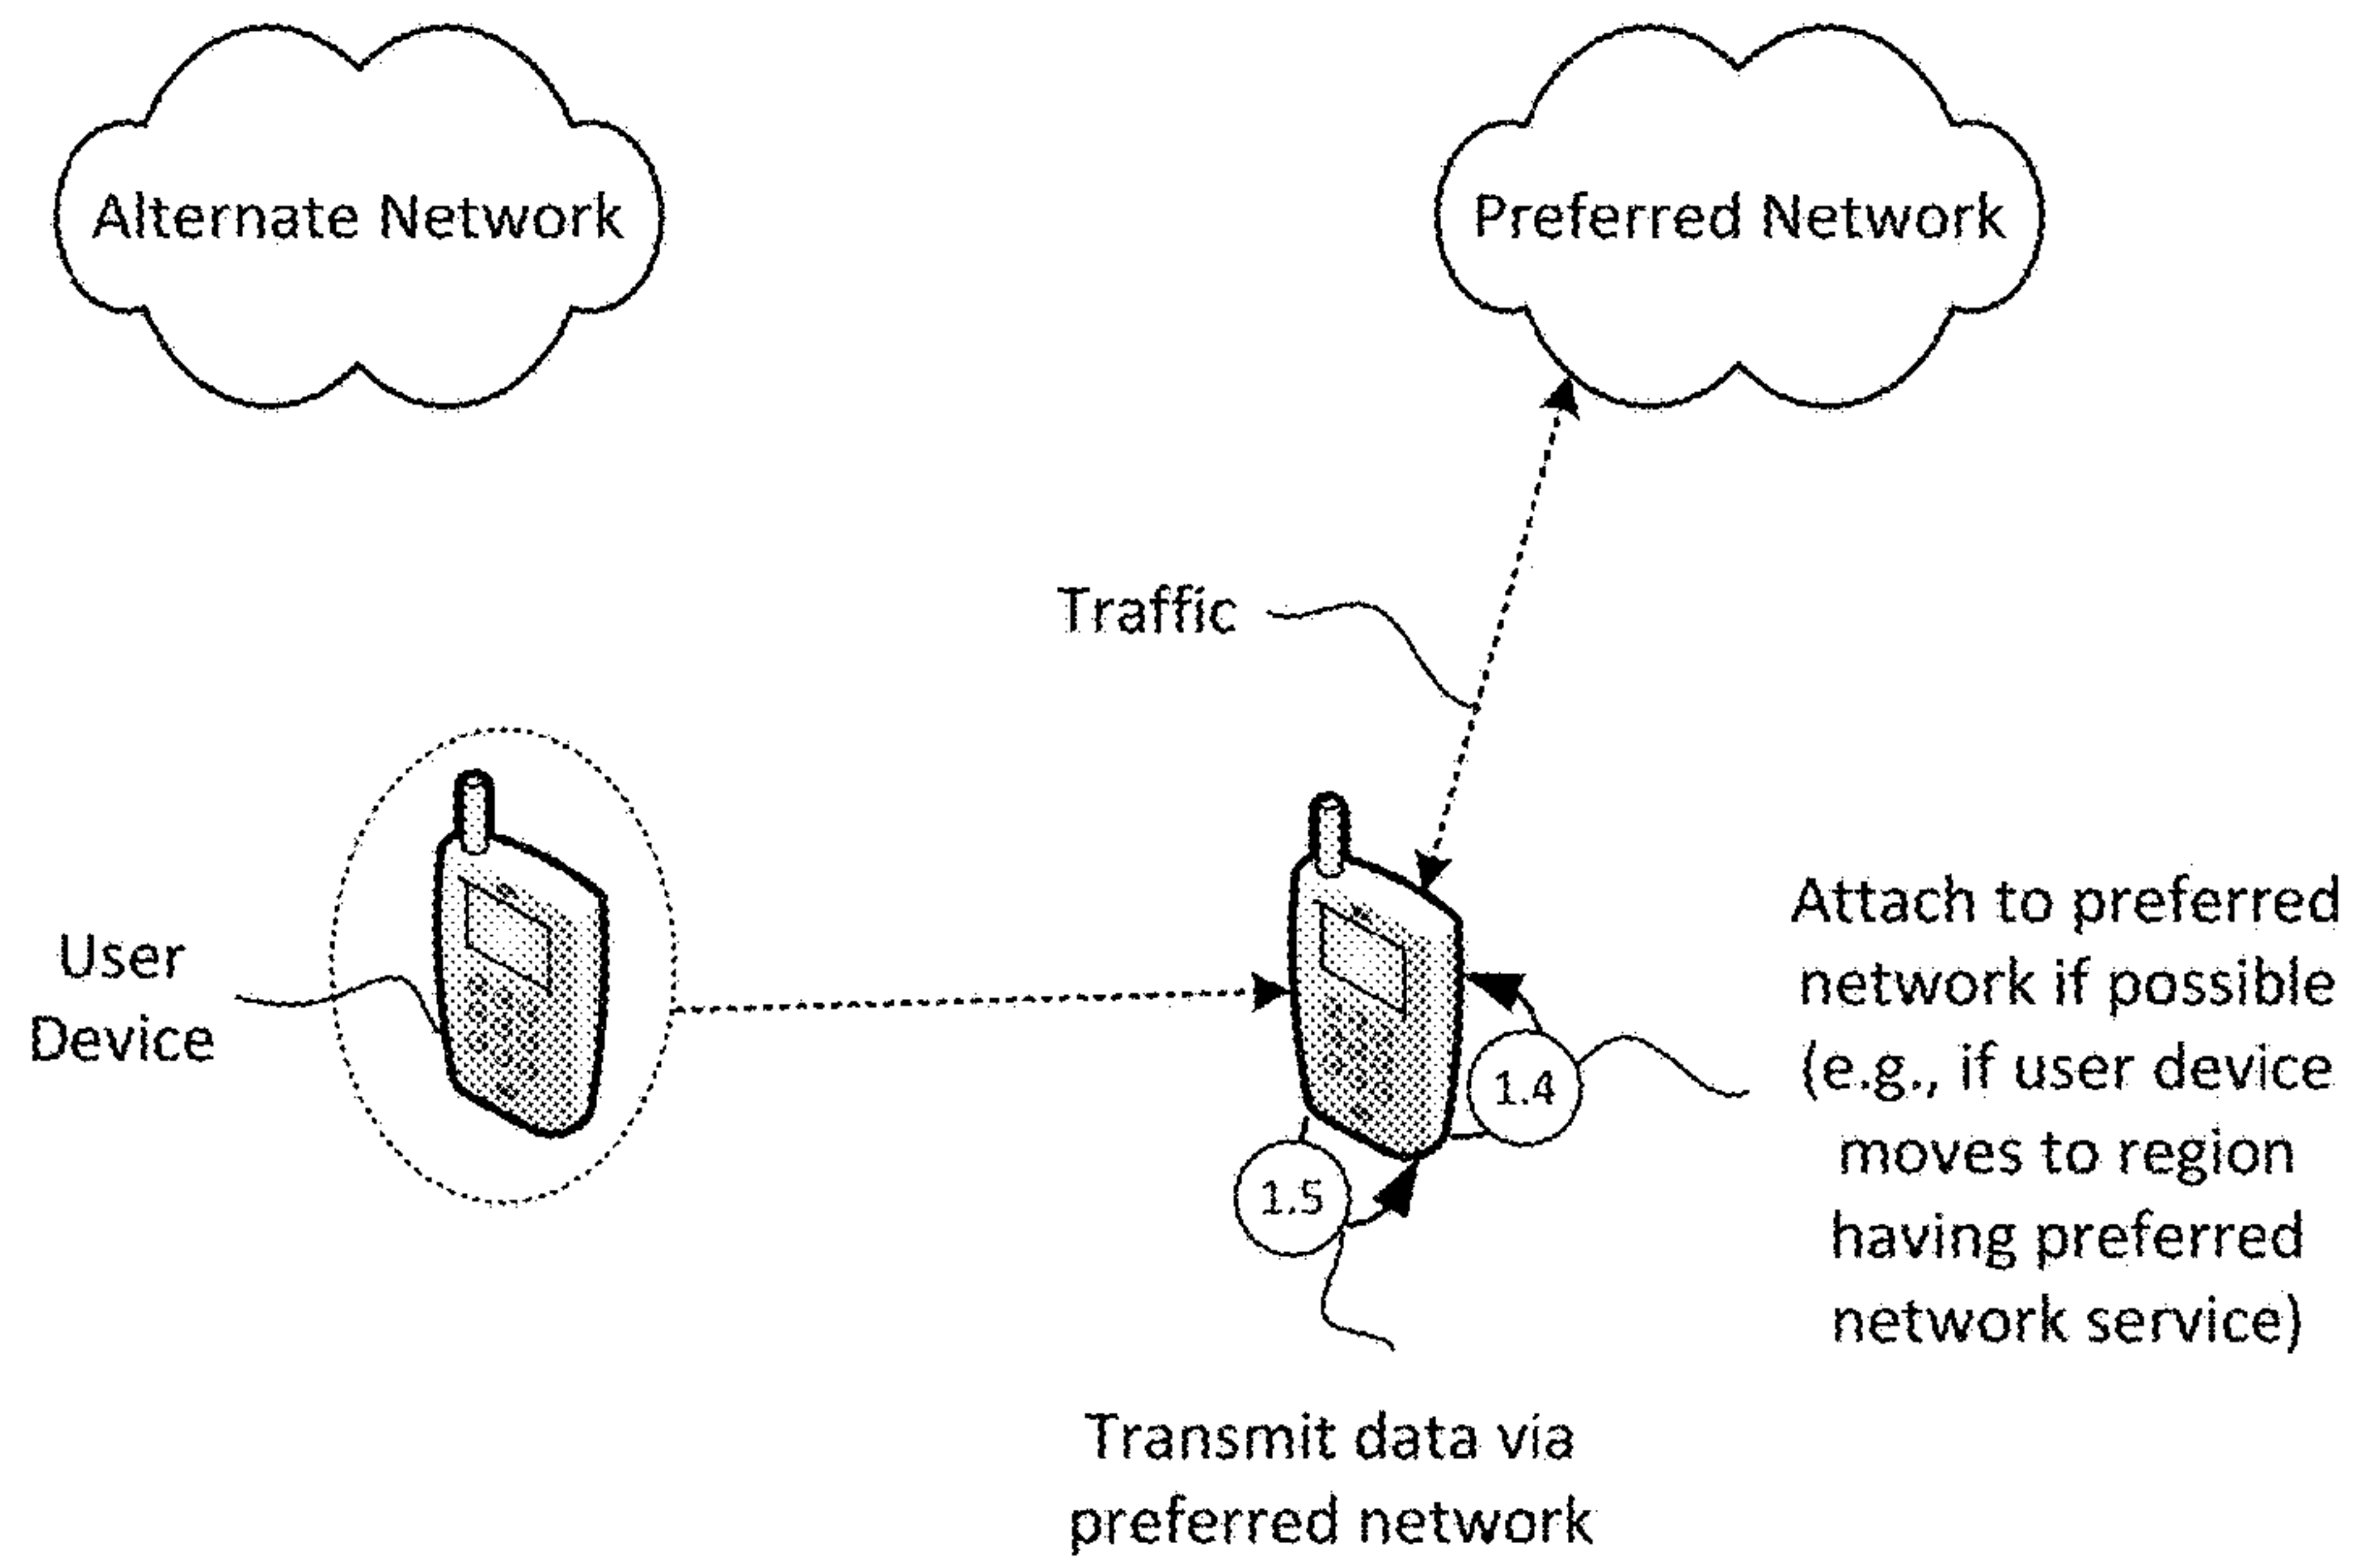 Alternate Network
Preferred Network
Traffic
User
Device
Attach to preferred
network if possible
(e.g., if user device
moves to region
having preferred
network service)
1.4
1.5
Transmit data via
preferred network